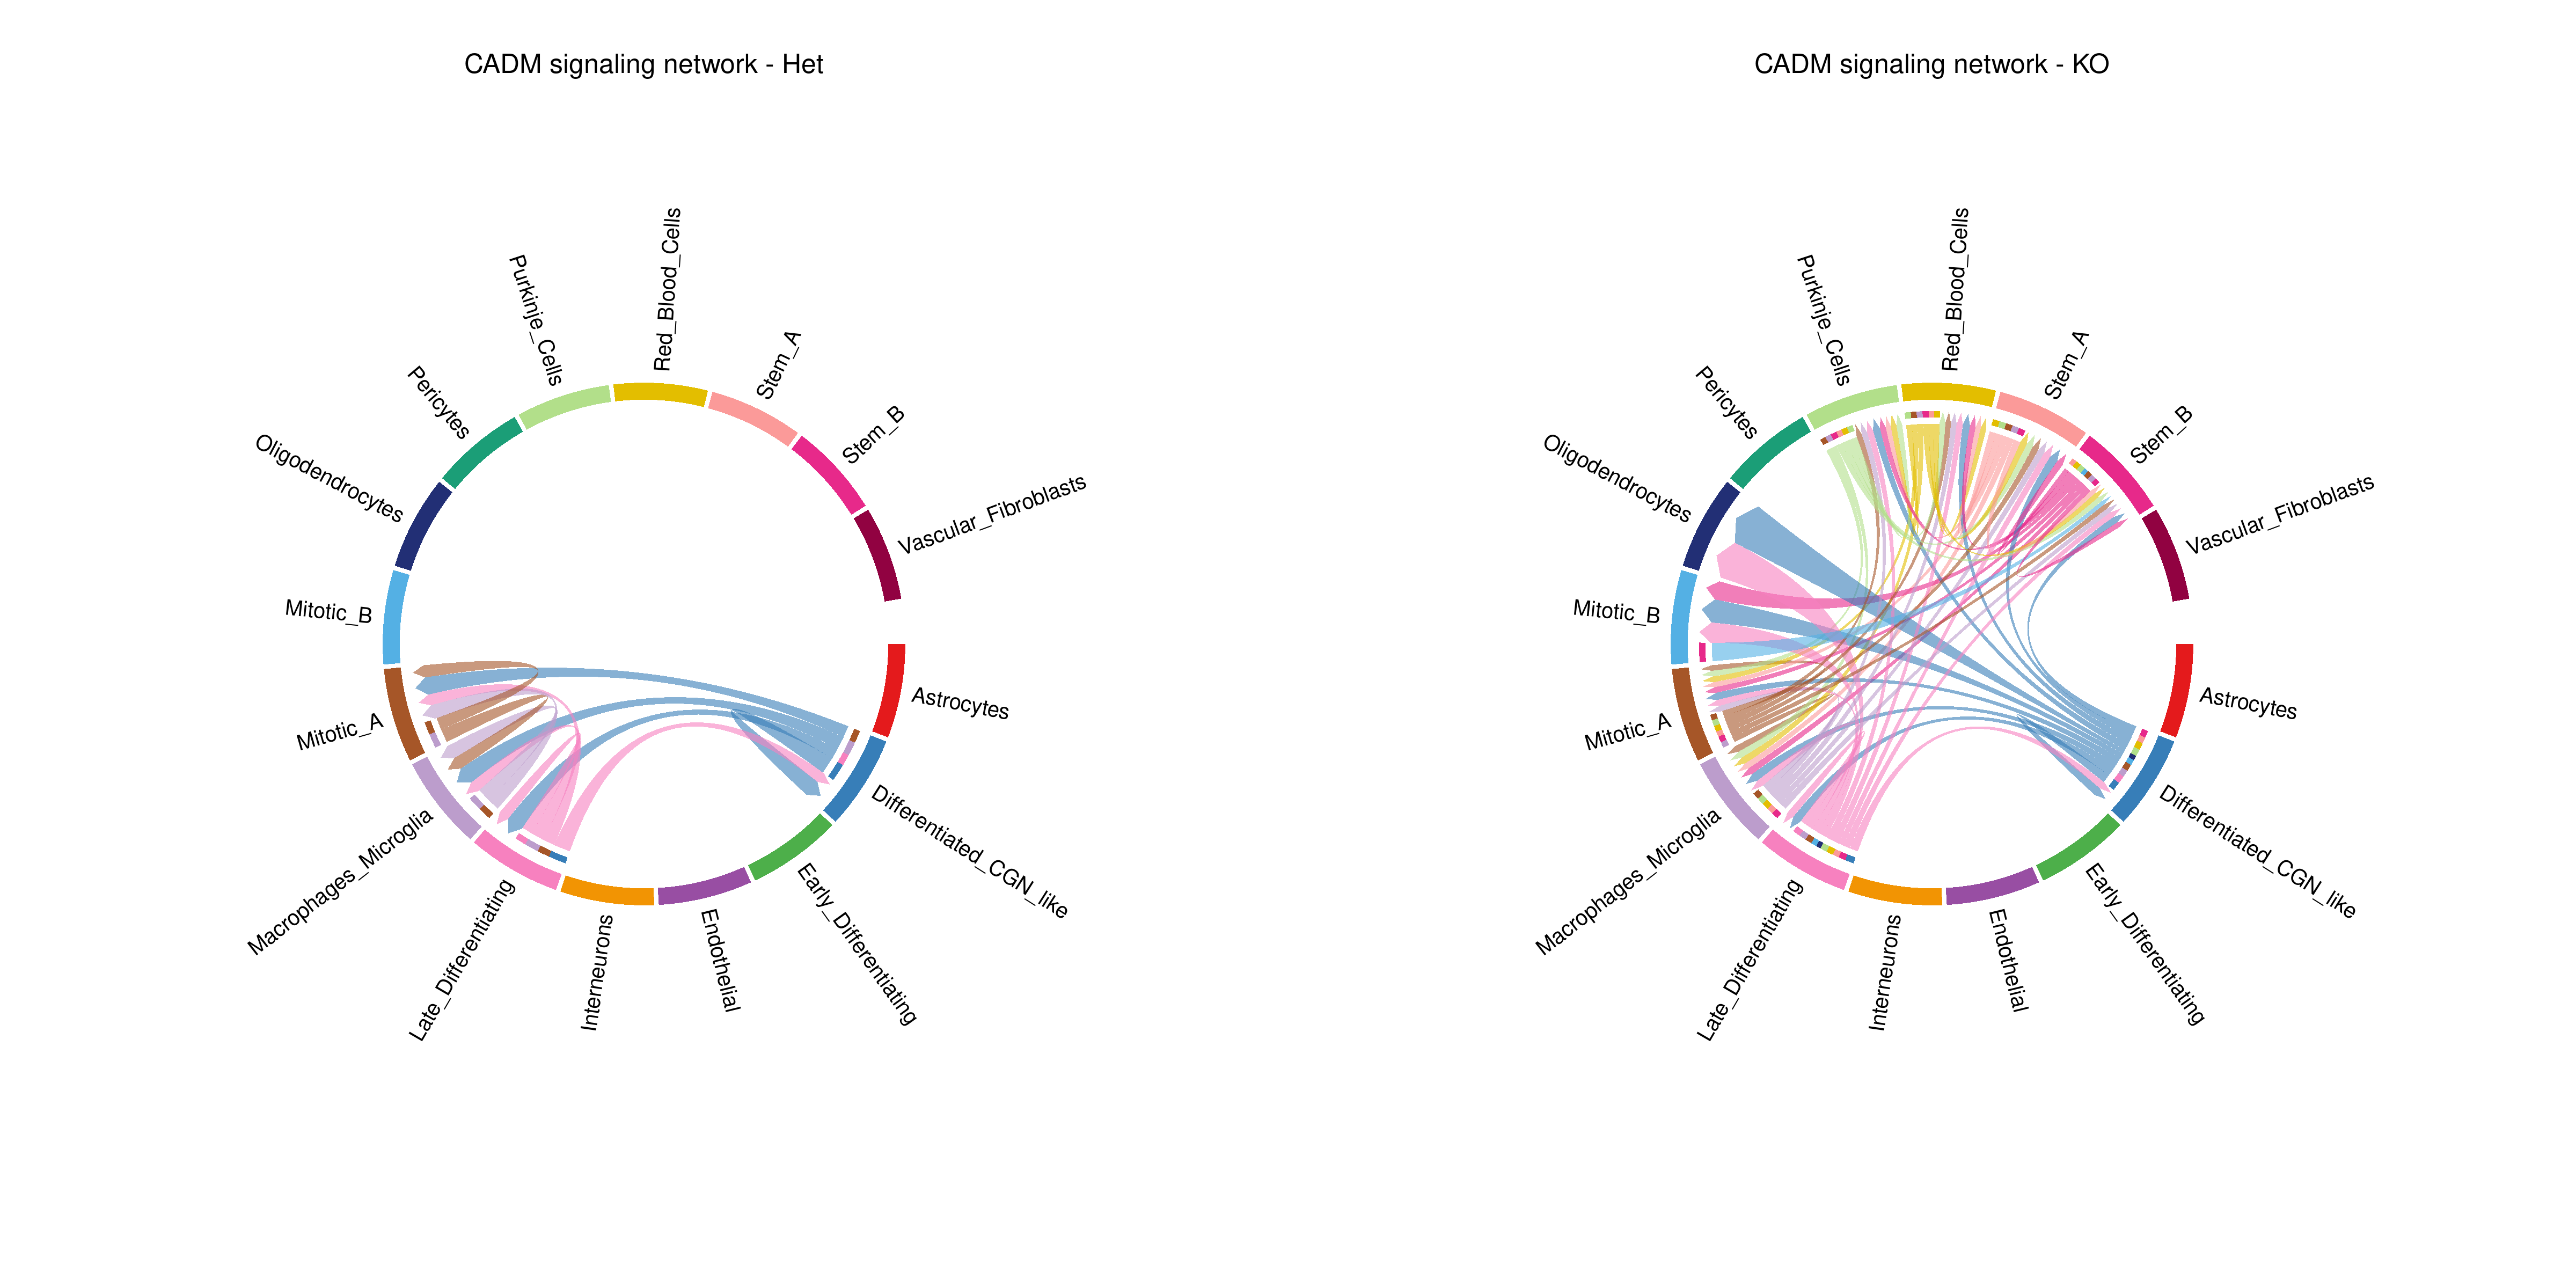 CADM signaling network - Het
Red_Blood_Cells
Purkinje_Cells
Stem_A
Pericytes
Stem_B
Oligodendrocytes
Vascular_Fibroblasts
Mitotic_B
Astrocytes
Mitotic_A
Differentiated_CGN_like
Macrophages_Microglia
Early_Differentiating
Late_Differentiating
Endothelial
Interneurons
CADM signaling network - KO
Red_Blood_Cells
Purkinje_Cells
Stem_A
Pericytes
Stem_B
Oligodendrocytes
Vascular_Fibroblasts
Mitotic_B
Astrocytes
Mitotic_A
Differentiated_CGN_like
Macrophages_Microglia
Early_Differentiating
Late_Differentiating
Endothelial
Interneurons